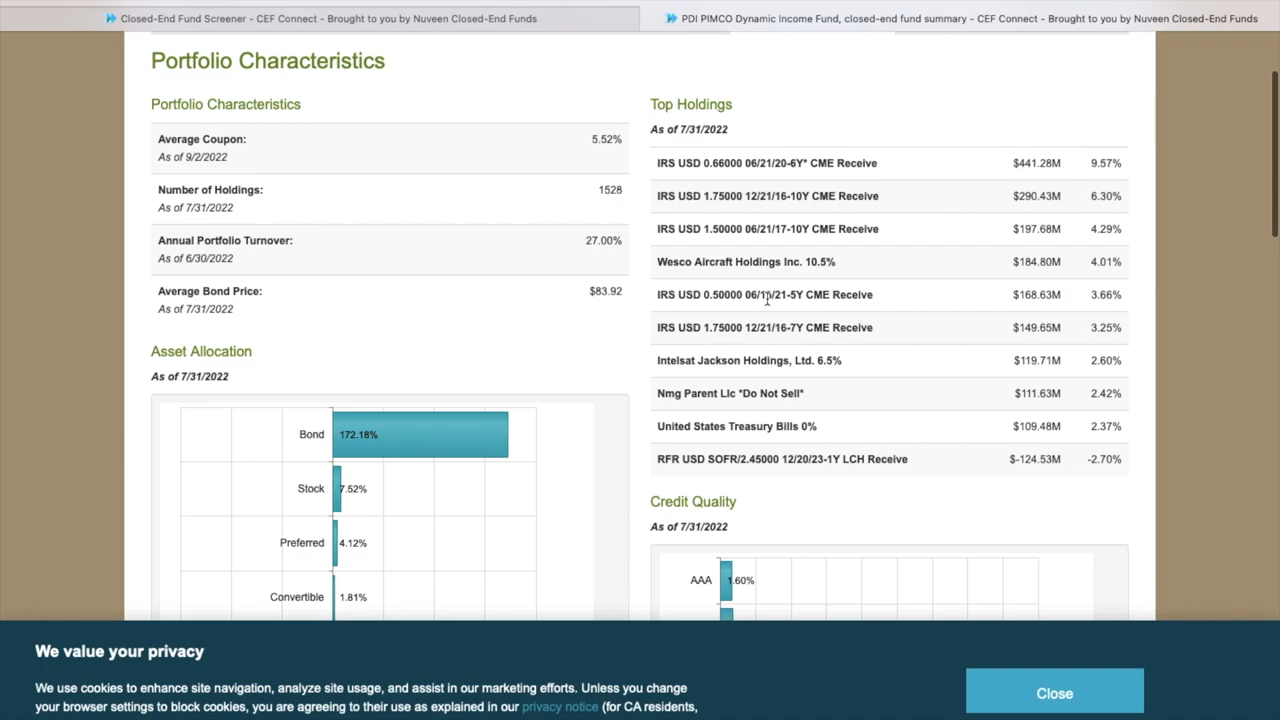 Closed-End Fund Screener - CEF Connect - Brought to you by Nuveen Closed-End Funds
PDI PIMCO Dynamic Income Fund, closed-end fund summary - CEF Connect - Brought to you by Nuveen Closed-End Funds
Portfolio Characteristics
Portfolio Characteristics
Average Coupon: 5.52%
As of 9/2/2022
Number of Holdings: 1528
As of 7/31/2022
Annual Portfolio Turnover: 27.00%
As of 6/30/2022
Average Bond Price: $83.92
As of 7/31/2022
Asset Allocation
As of 7/31/2022
Bond 172.18%
Stock 7.52%
Preferred 4.12%
Convertible 1.81%
Top Holdings
As of 7/31/2022
IRS USD 0.66000 06/21/20-6Y* CME Receive $441.28M 9.57%
IRS USD 1.75000 12/21/16-10Y CME Receive $290.43M 6.30%
IRS USD 1.50000 06/21/17-10Y CME Receive $197.68M 4.29%
Wesco Aircraft Holdings Inc. 10.5% $184.80M 4.01%
IRS USD 0.50000 CME Receive $168.63M 3.66%
IRS USD 1.75000 12/21/16-7Y CME Receive $149.65M 3.25%
Intelsat Jackson Holdings, Ltd. 6.5% $119.71M 2.60%
Nmg Parent Llc *Do Not Sell* $111.63M 2.42%
United States Treasury Bills 0% $109.48M 2.37%
RFR USD SOFR/2.45000 12/20/23-1Y LCH Receive $-124.53M -2.70%
Credit Quality
As of 7/31/2022
AAA 1.60%
We value your privacy
We use cookies to enhance site navigation, analyze site usage, and assist in our marketing efforts. Unless you change
your browser settings to block cookies, you are agreeing to their use as explained in our privacy notice (for CA residents,
Close